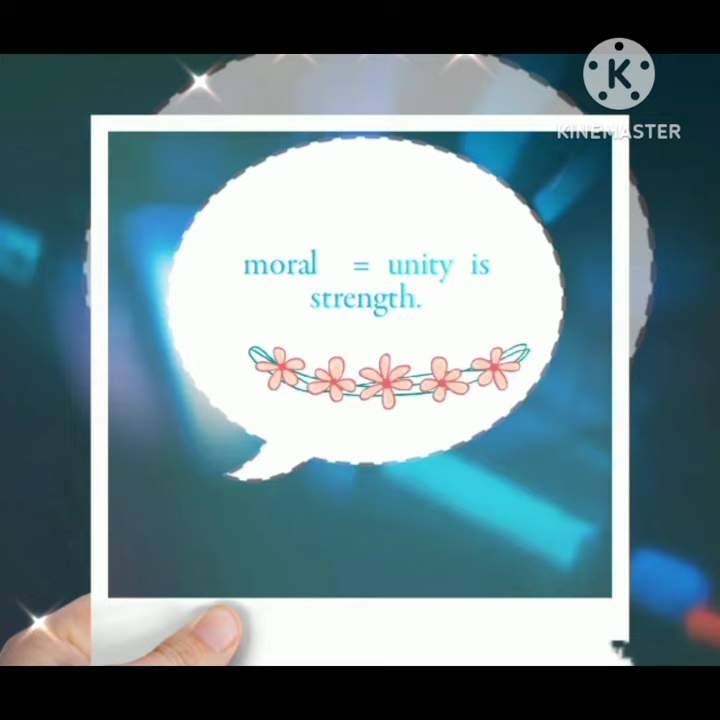 K
KINEMASTER
moral = unity is
strength.